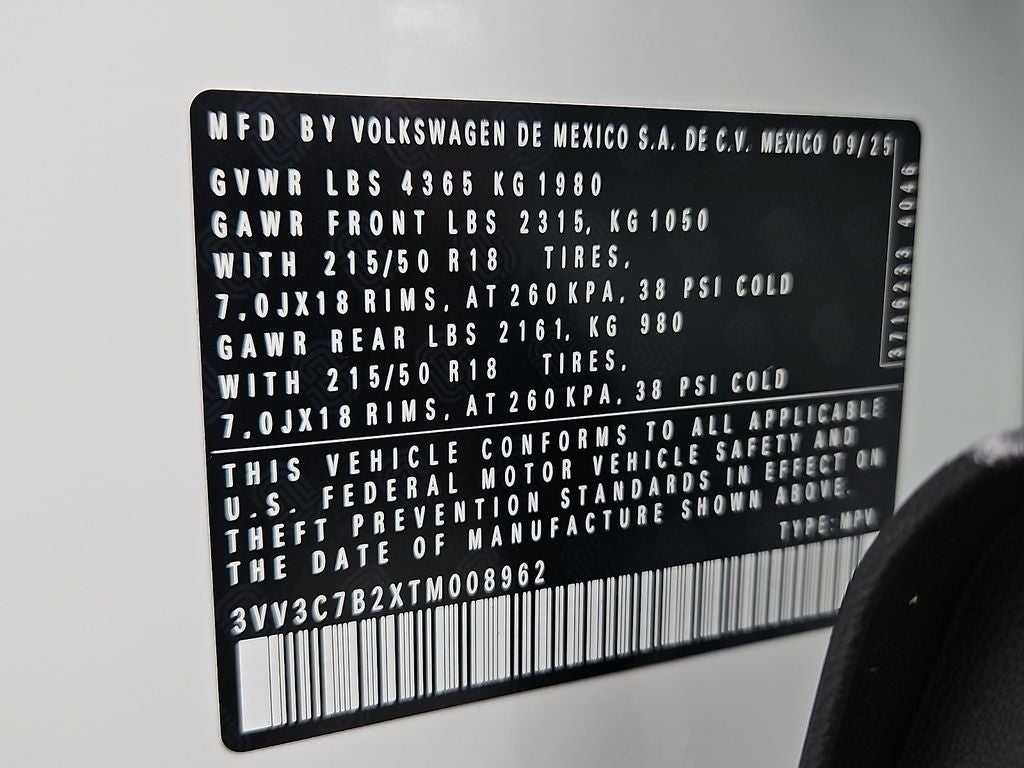 MFD BY VOLKSWAGEN DE MEXICO S.A. DE C.V. MEXICO 09/25
GVWR LBS 4365 KG 1980
GAWR FRONT LBS 2315, KG 1050
WITH 215/50 R18 TIRES,
7,0JX18 RIMS, AT 260 KPA, 38 PSI COLD
GAWR REAR LBS 2161, KG 980
WITH 215/50 R18 TIRES,
7,0JX18 RIMS, AT 260 KPA, 38 PSI COLD
3716233 4046
THIS VEHICLE CONFORMS TO ALL APPLICABLE
U.S. FEDERAL MOTOR VEHICLE SAFETY AND
THEFT PREVENTION STANDARDS IN EFFECT ON
THE DATE OF MANUFACTURE SHOWN ABOVE.
TYPE: MPV
3VV3C7B2XTM008962